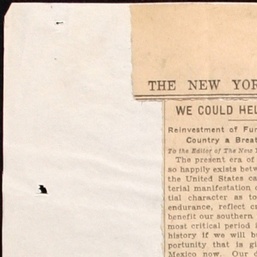 THE NEW YOR
WE COULD HEL
Reinvestment of Fun
Country a Breat
To the Editor of The New
The present era of
so happily exists betw
the United States ca
terial manifestation o
tial character as to
endurance, reflect cr
benefit our southern
most critical period i
history if we will b
portunity that is gi
Mexico now. Our d